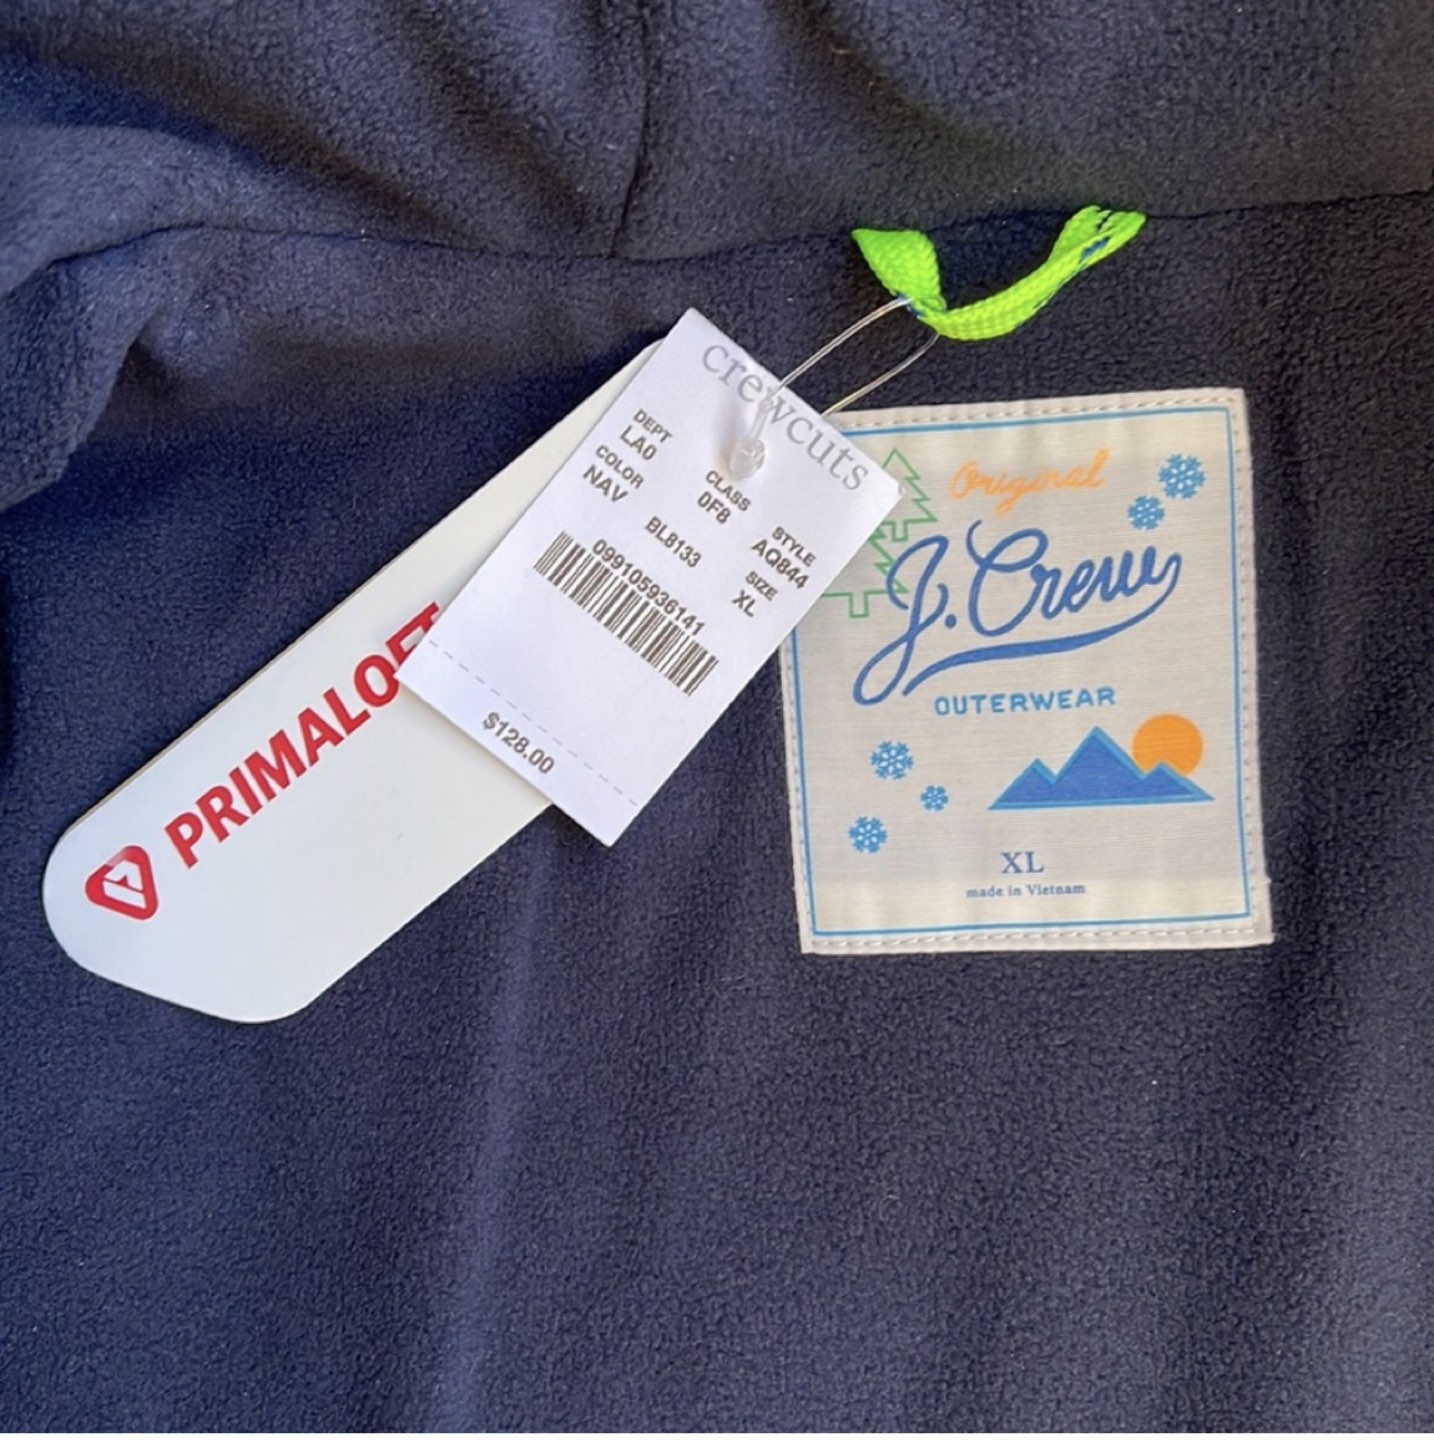 crewcuts
DEPT
LA0
CLASS
0F8
STYLE
AQ844
COLOR
NAV
BL8133
SIZE
XL
099105936141
$128.00
PRIMALOFT
Original
J.Crew
OUTERWEAR
XL
made in Vietnam